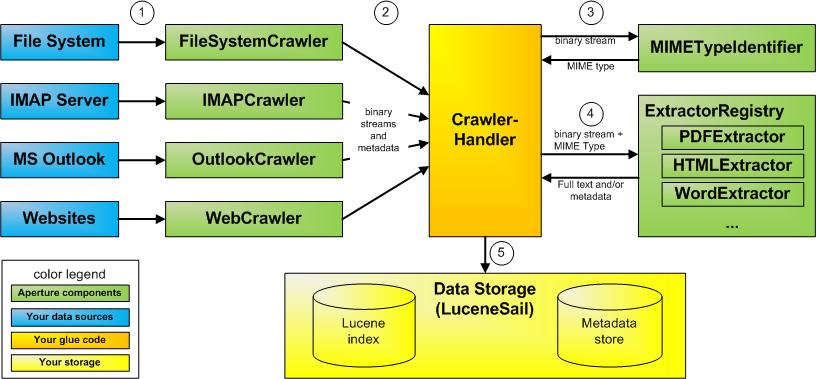 1
2
3
4
5
File System
FileSystemCrawler
IMAP Server
IMAPCrawler
MS Outlook
OutlookCrawler
Websites
WebCrawler
binary
streams
and
metadata
Crawler-
Handler
binary stream
MIME type
MIMETypeIdentifier
binary stream +
MIME Type
Full text and/or
metadata
ExtractorRegistry
PDFExtractor
HTMLExtractor
WordExtractor
...
Data Storage
(LuceneSail)
Lucene
index
Metadata
store
color legend
Aperture components
Your data sources
Your glue code
Your storage